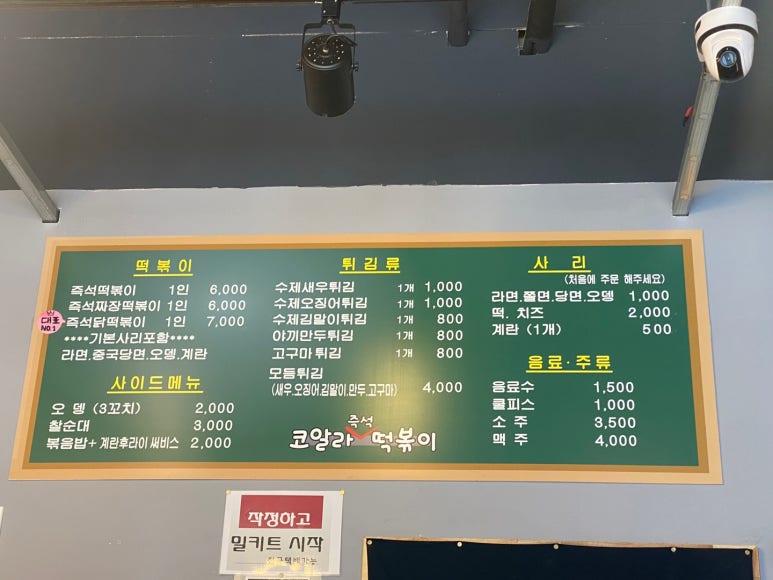 떡볶이
즉석떡볶이 1인 6,000
즉석짜장떡볶이 1인 6,000
대표 NO.1
즉석닭떡볶이 1인 7,000
****기본사리포함****
라면.중국당면.오뎅.계란
사이드메뉴
오 뎅 (3꼬치) 2,000
찰순대 3,000
볶음밥+ 계란후라이 써비스 2,000
튀김류
수제새우튀김 1개 1,000
수제오징어튀김 1개 1,000
수제김말이튀김 1개 800
야끼만두튀김 1개 800
고구마 튀김 1개 800
모듬튀김
(새우,오징어,김말이,만두,고구마) 4,000
즉석
코알라 떡볶이
사 리
(처음에 주문 해주세요)
라면.쫄면.당면.오뎅 1,000
떡. 치즈 2,000
계란 (1개) 500
음료·주류
음료수 1,500
쿨피스 1,000
소 주 3,500
맥 주 4,000
작정하고
밀키트 시작
전국택배가능